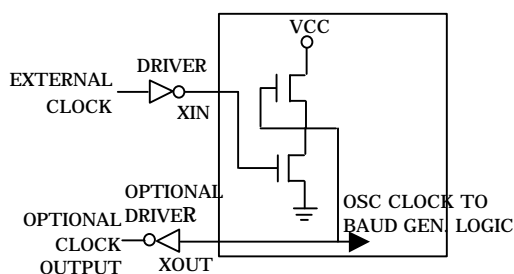 VCC
DRIVER
EXTERNAL
CLOCK
XIN
OPTIONAL
DRIVER
OPTIONAL
CLOCK
OUTPUT
XOUT
OSC CLOCK TO
BAUD GEN. LOGIC